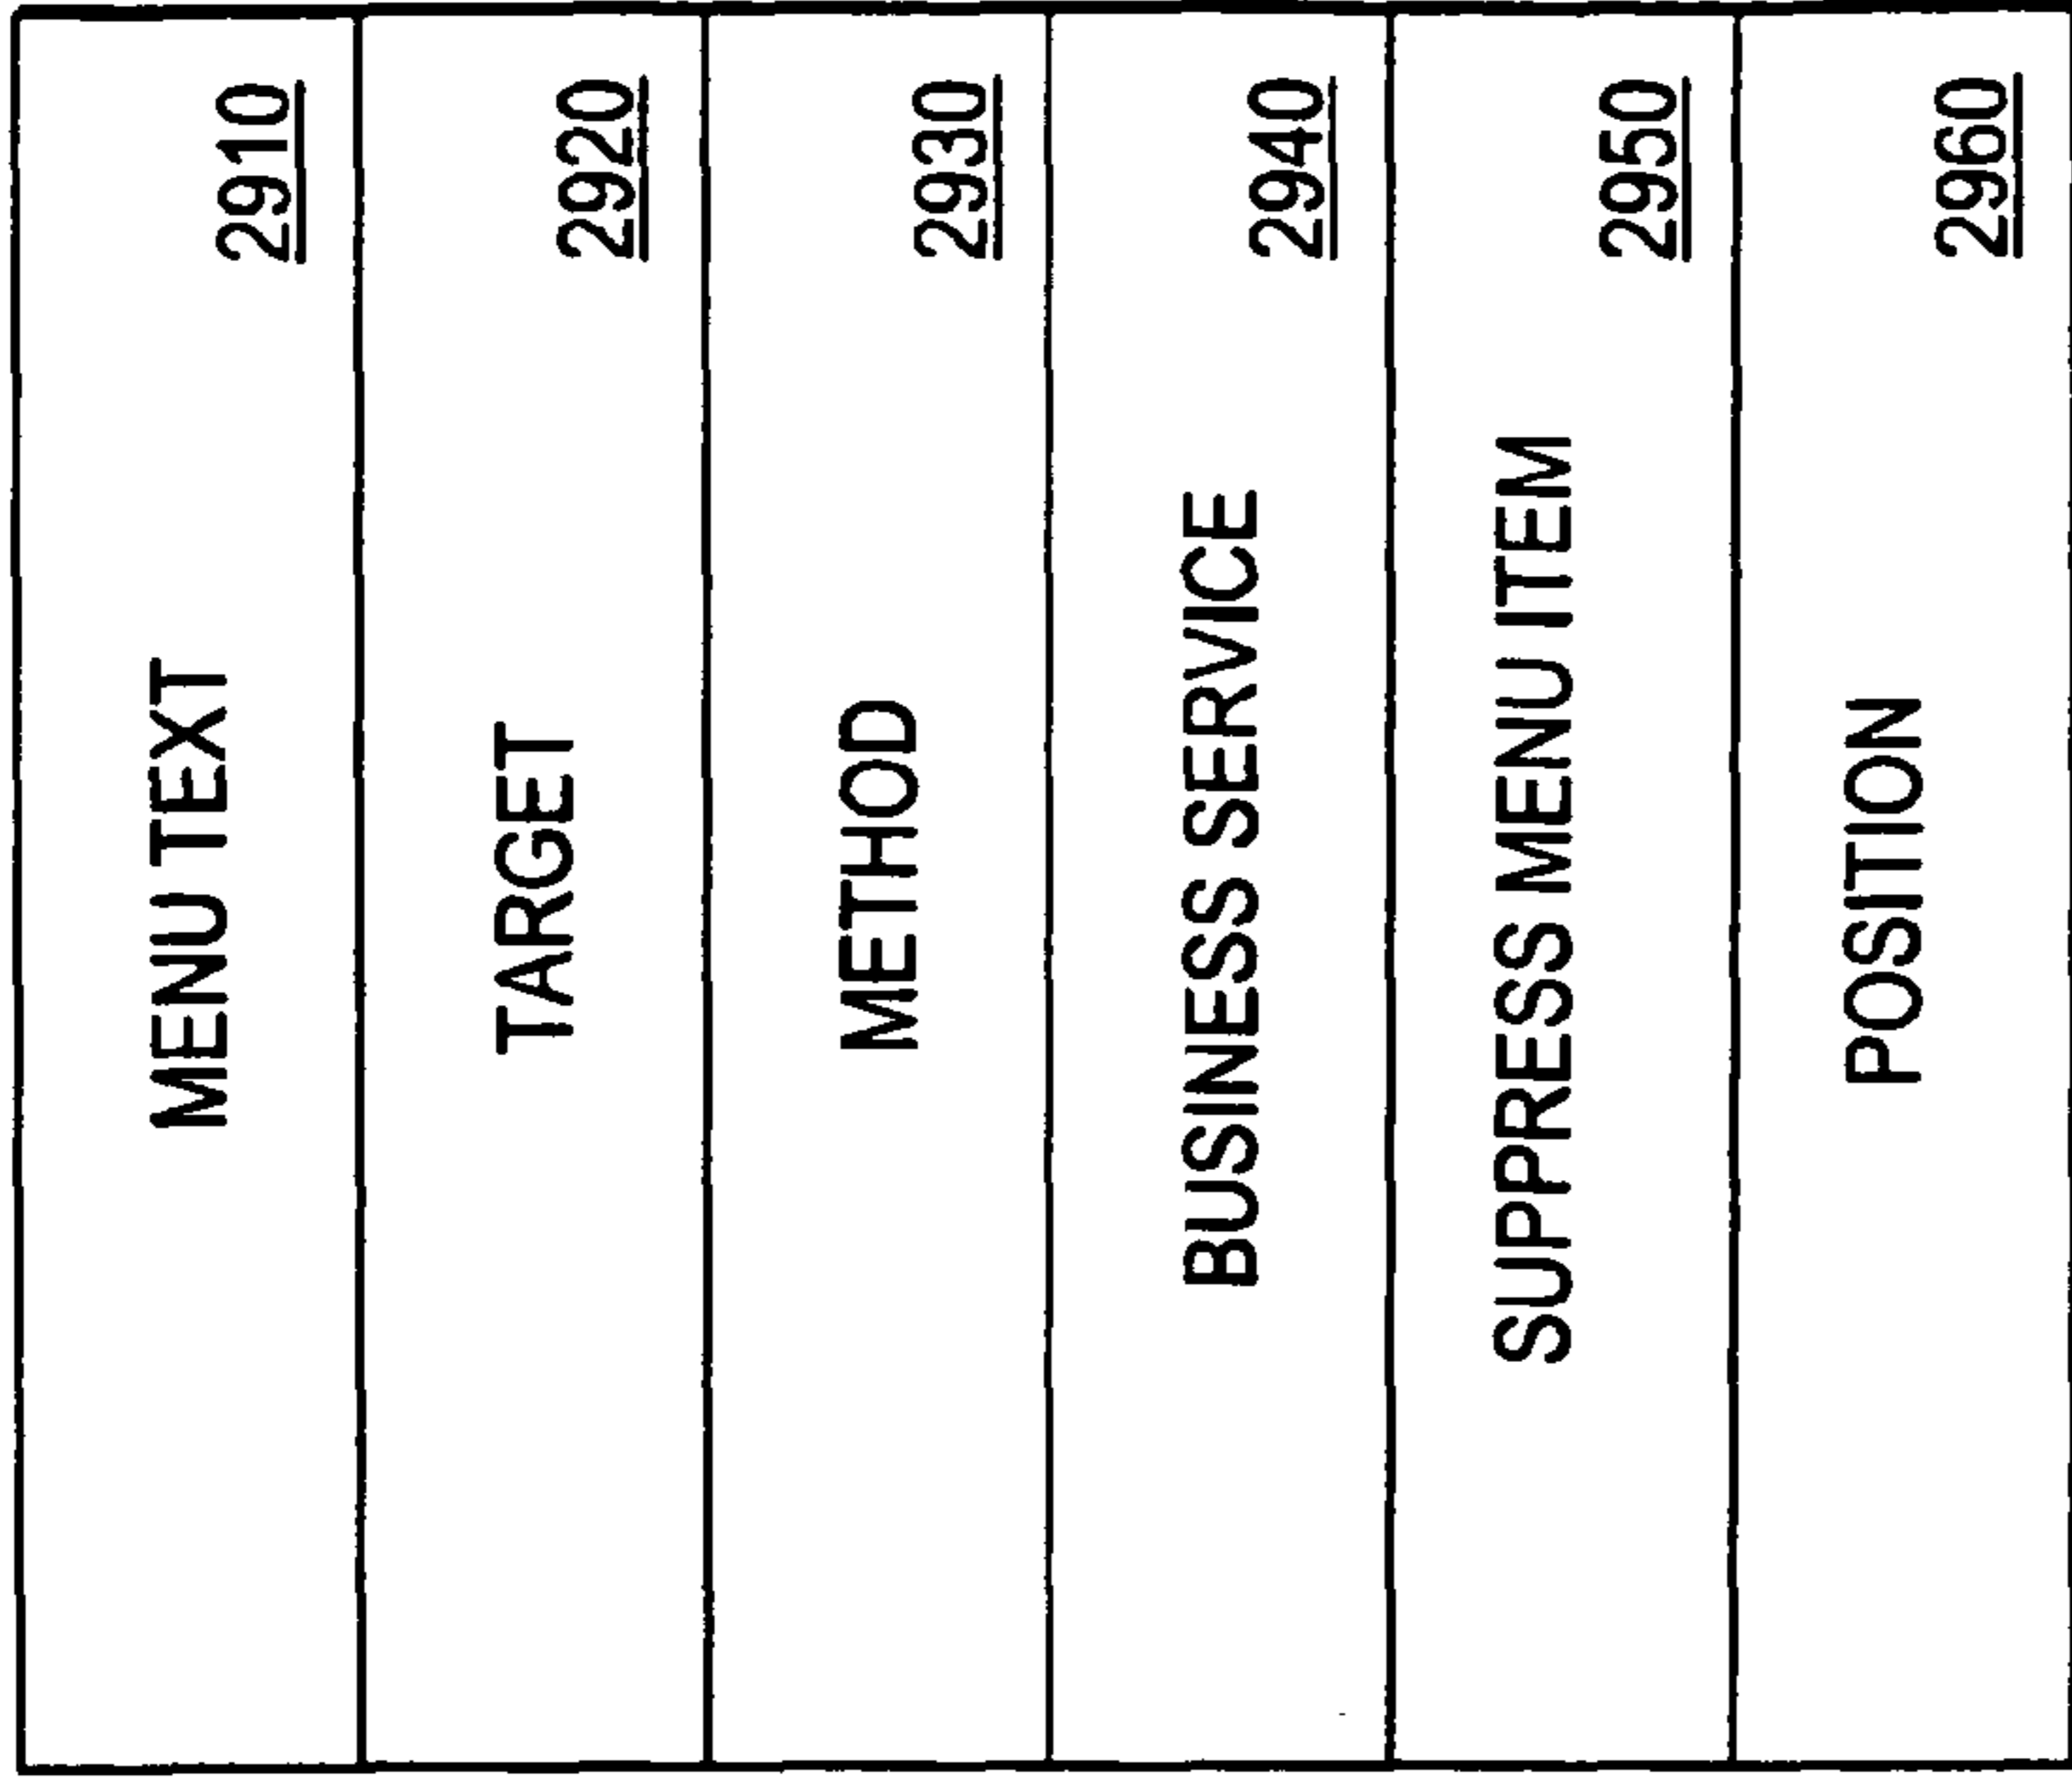 MENU TEXT
2910
TARGET
2920
METHOD
2930
BUSINESS SERVICE
2940
SUPPRESS MENU ITEM
2950
POSITION
2960